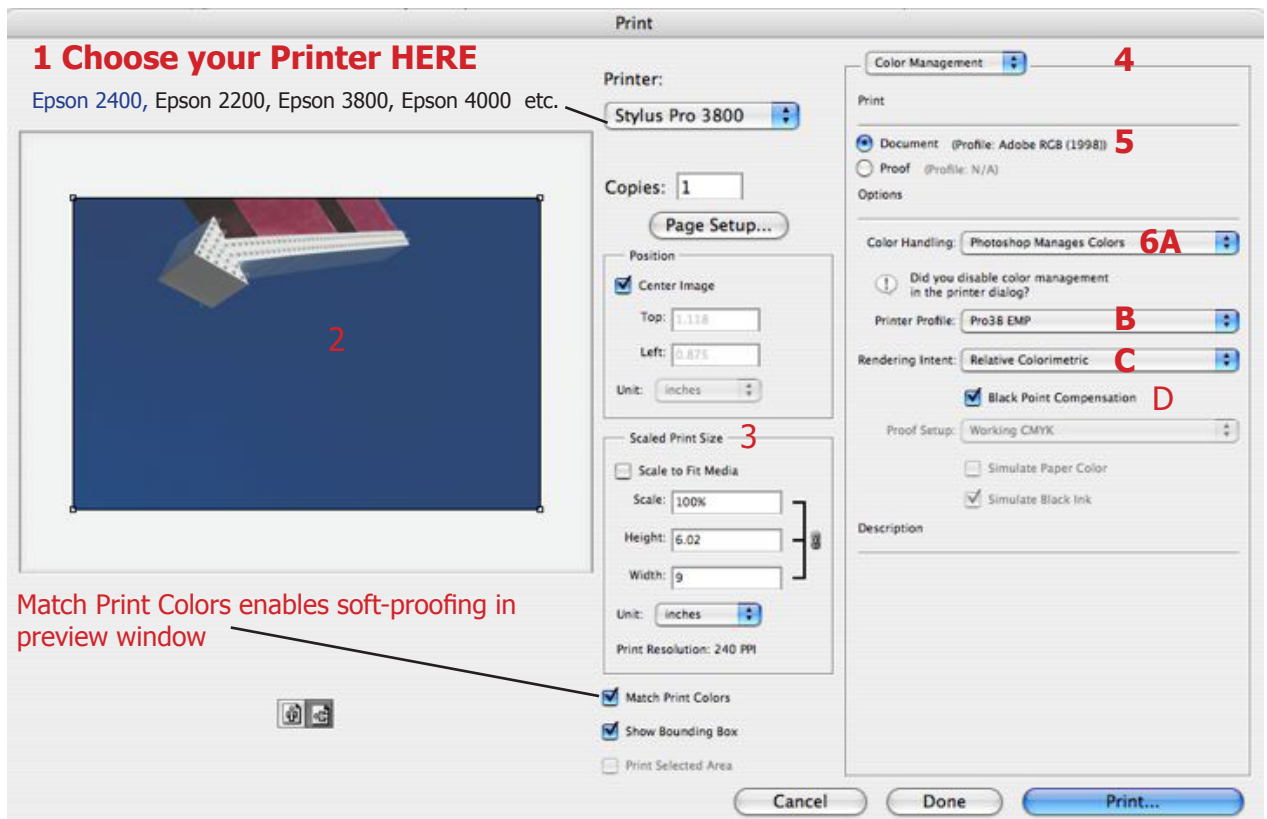 Print
1 Choose your Printer HERE
Epson 2400, Epson 2200, Epson 3800, Epson 4000 etc.
2
Match Print Colors enables soft-proofing in
preview window
Printer:
Stylus Pro 3800
Copies: 1
Page Setup...
Position
Center Image
Top: 1.118
Left: 0.875
Unit: inches
Scaled Print Size 3
Scale to Fit Media
Scale: 100%
Height: 6.02
Width: 9
Unit: inches
Print Resolution: 240 PPI
Match Print Colors
Show Bounding Box
Print Selected Area
Color Management 4
Print
Document (Profile: Adobe RGB (1998)) 5
Proof (Profile: N/A)
Options
Color Handling: Photoshop Manages Colors 6A
Did you disable color management
in the printer dialog?
Printer Profile: Pro38 EMP B
Rendering Intent: Relative Colorimetric C
Black Point Compensation D
Proof Setup: Working CMYK
Simulate Paper Color
Simulate Black Ink
Description
Cancel Done Print...